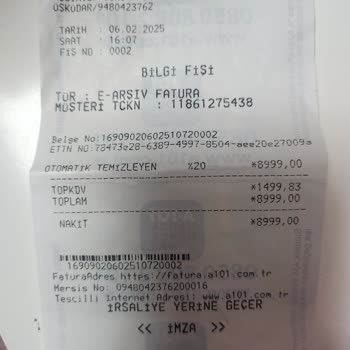 ÜSKÜDAR/9480423762
TARİH : 06.02.2025
SAAT : 16:07
FİŞ NO : 0002
BİLGİ FİŞİ
TÜR : E-ARŞİV FATURA
MÜŞTERİ TCKN : 11861275438
Belge No:16909020602510720002
ETTN NO:78473e28-6389-4997-8504-aee20e27009a
OTOMATİK TEMİZLEYEN %20 *8999,00
TOPKDV *1499,83
TOPLAM *8999,00
NAKİT *8999,00
16909020602510720002
FaturaAdres https://fatura.a101.com.tr
Mersis No: 0948042376200016
Tescilli İnternet Adresi: www.a101.com.tr
İRSALİYE YERİNE GEÇER
<< İMZA >>